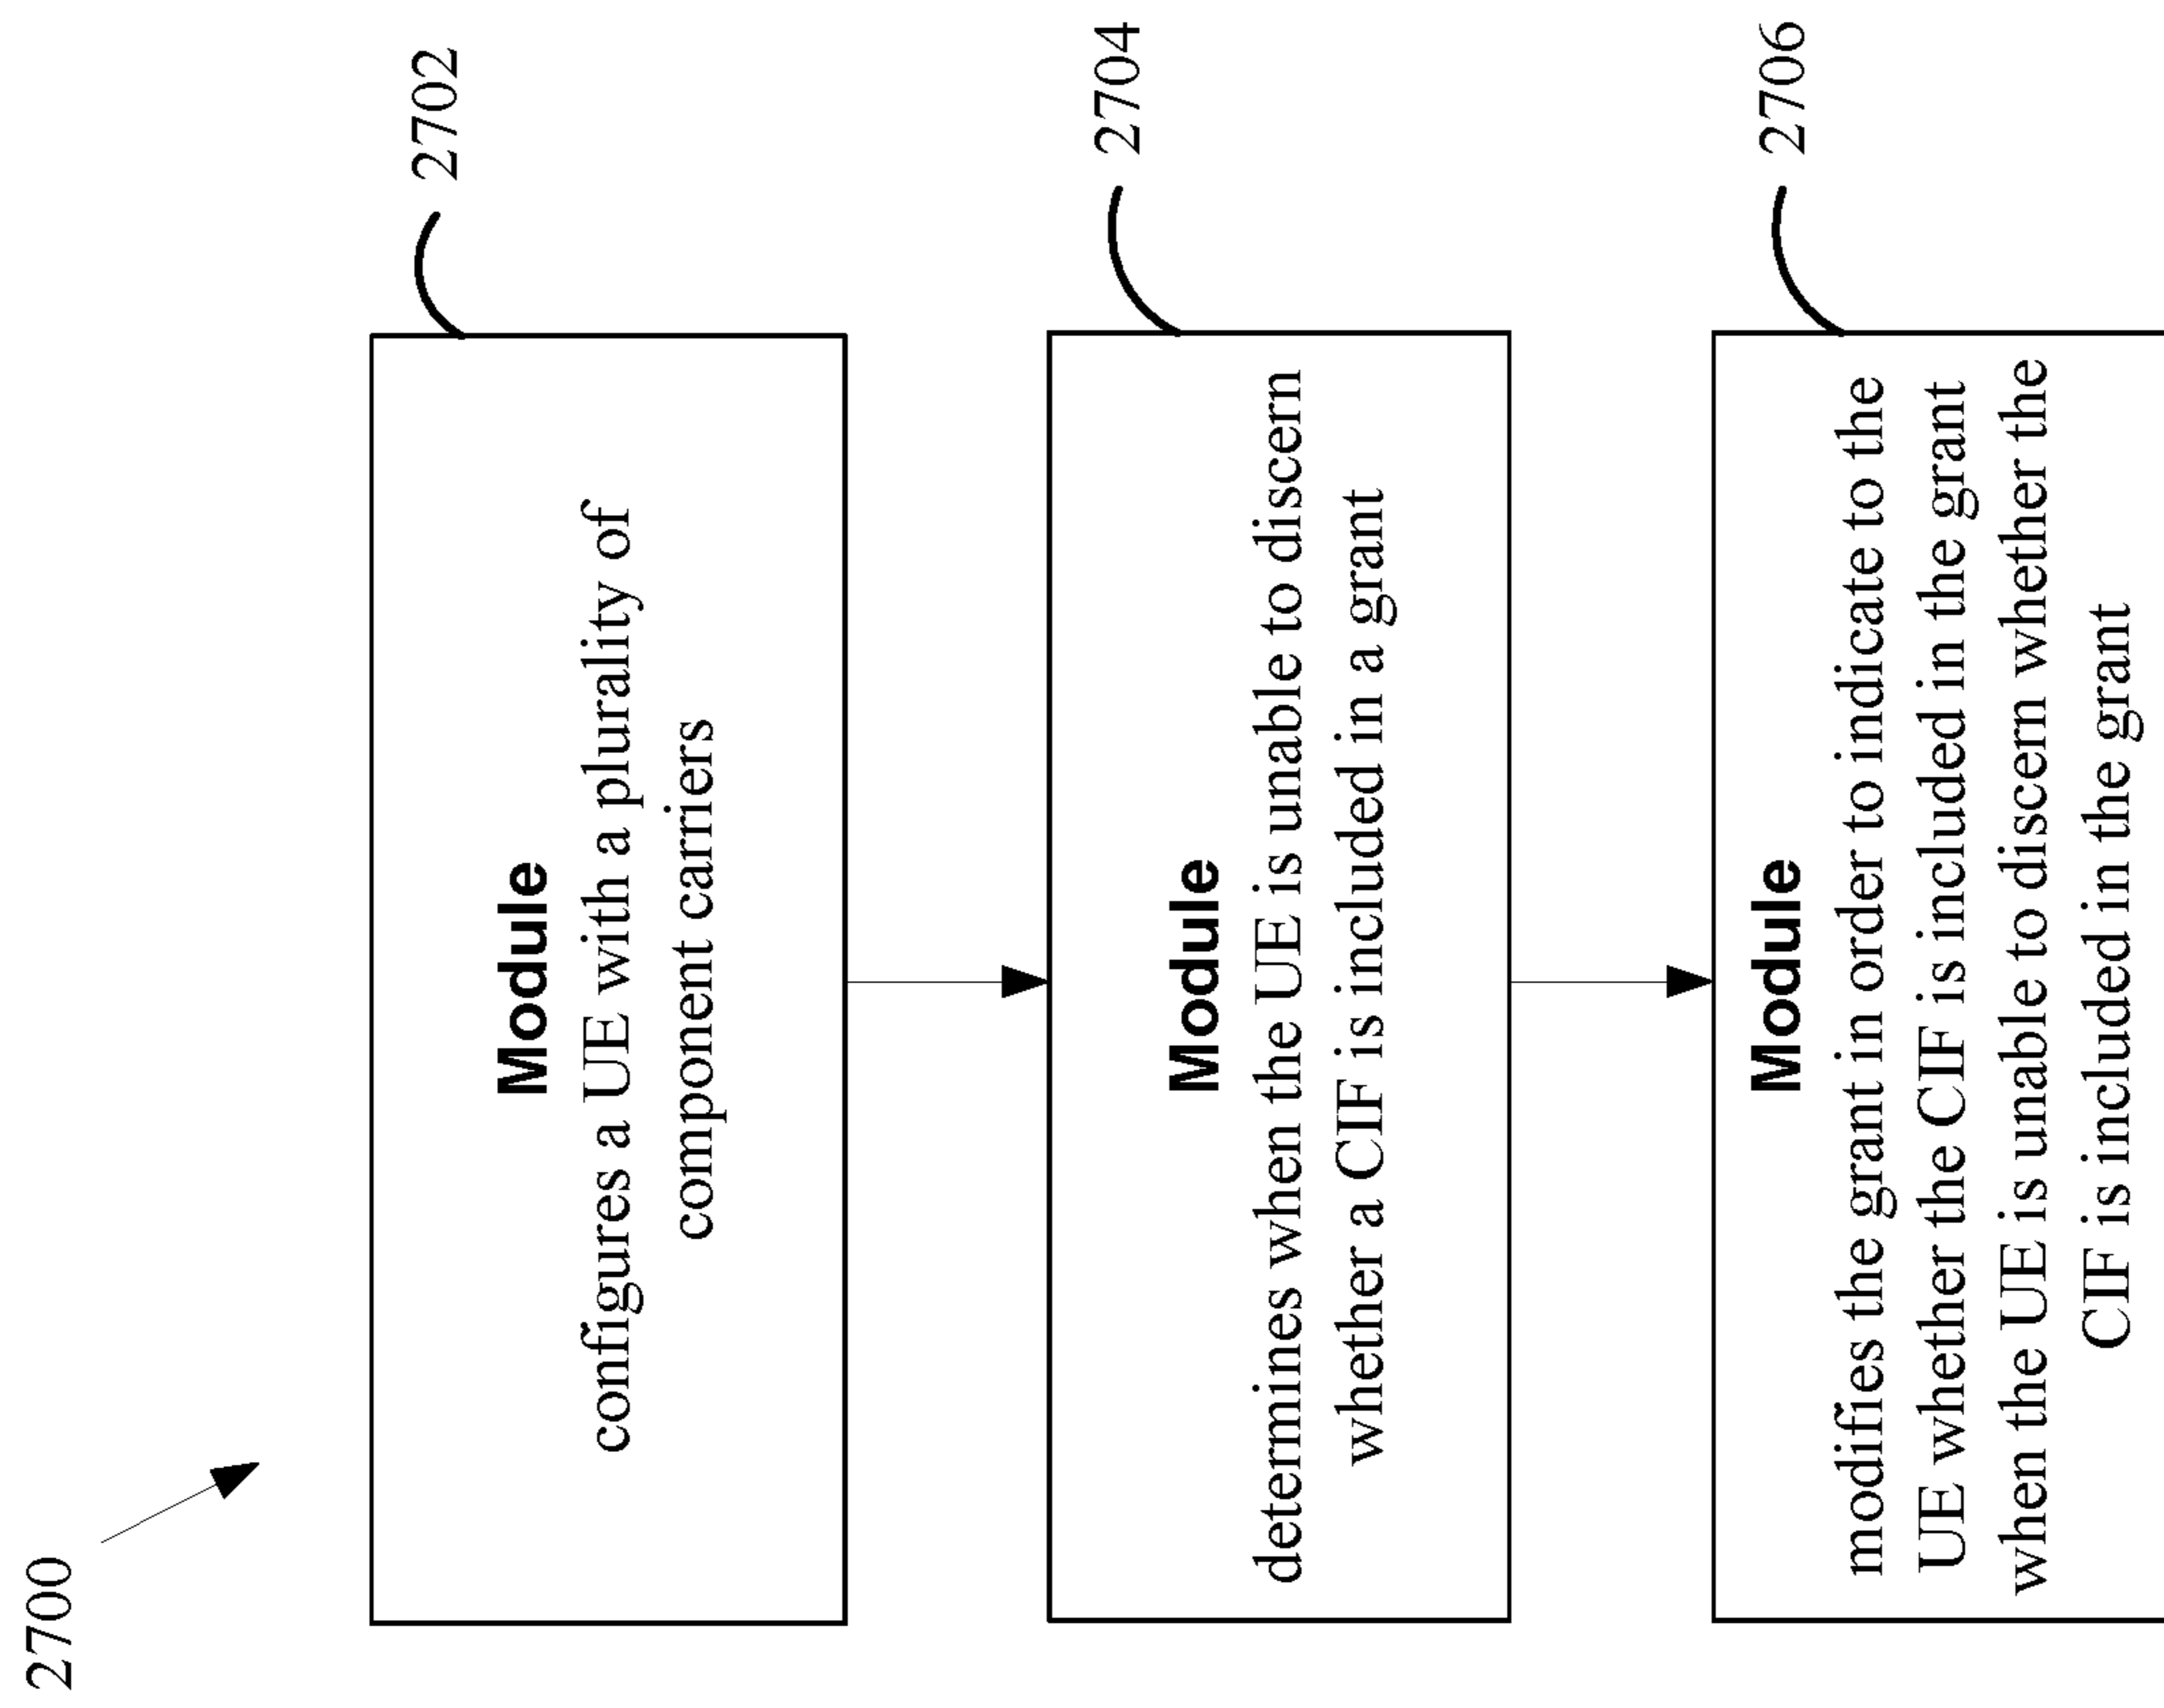 2700
2702
Module
configures a UE with a plurality of
component carriers
2704
Module
determines when the UE is unable to discern
whether a CIF is included in a grant
2706
Module
modifies the grant in order to indicate to the
UE whether the CIF is included in the grant
when the UE is unable to discern whether the
CIF is included in the grant